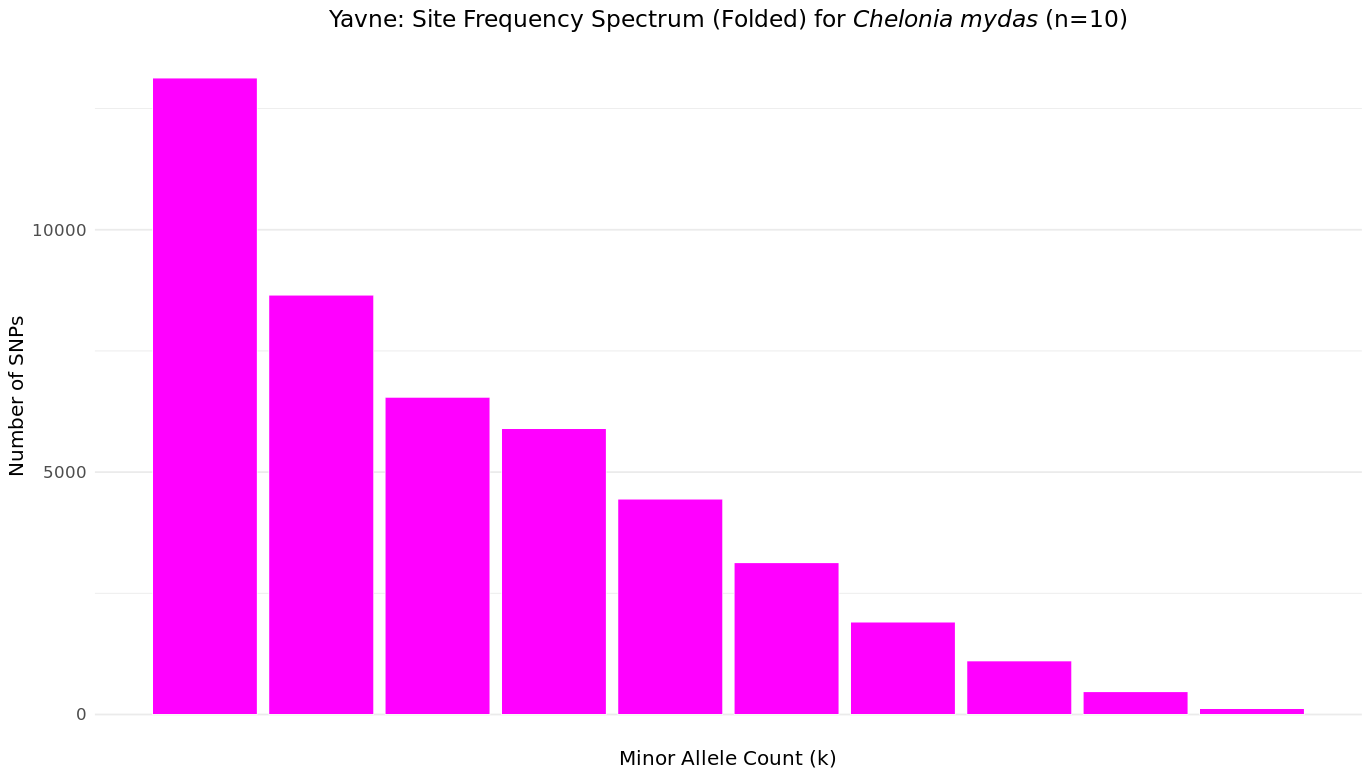 Yavne: Site Frequency Spectrum (Folded) for Chelonia mydas (n=10)
Number of SNPs
10000
5000
0
Minor Allele Count (k)